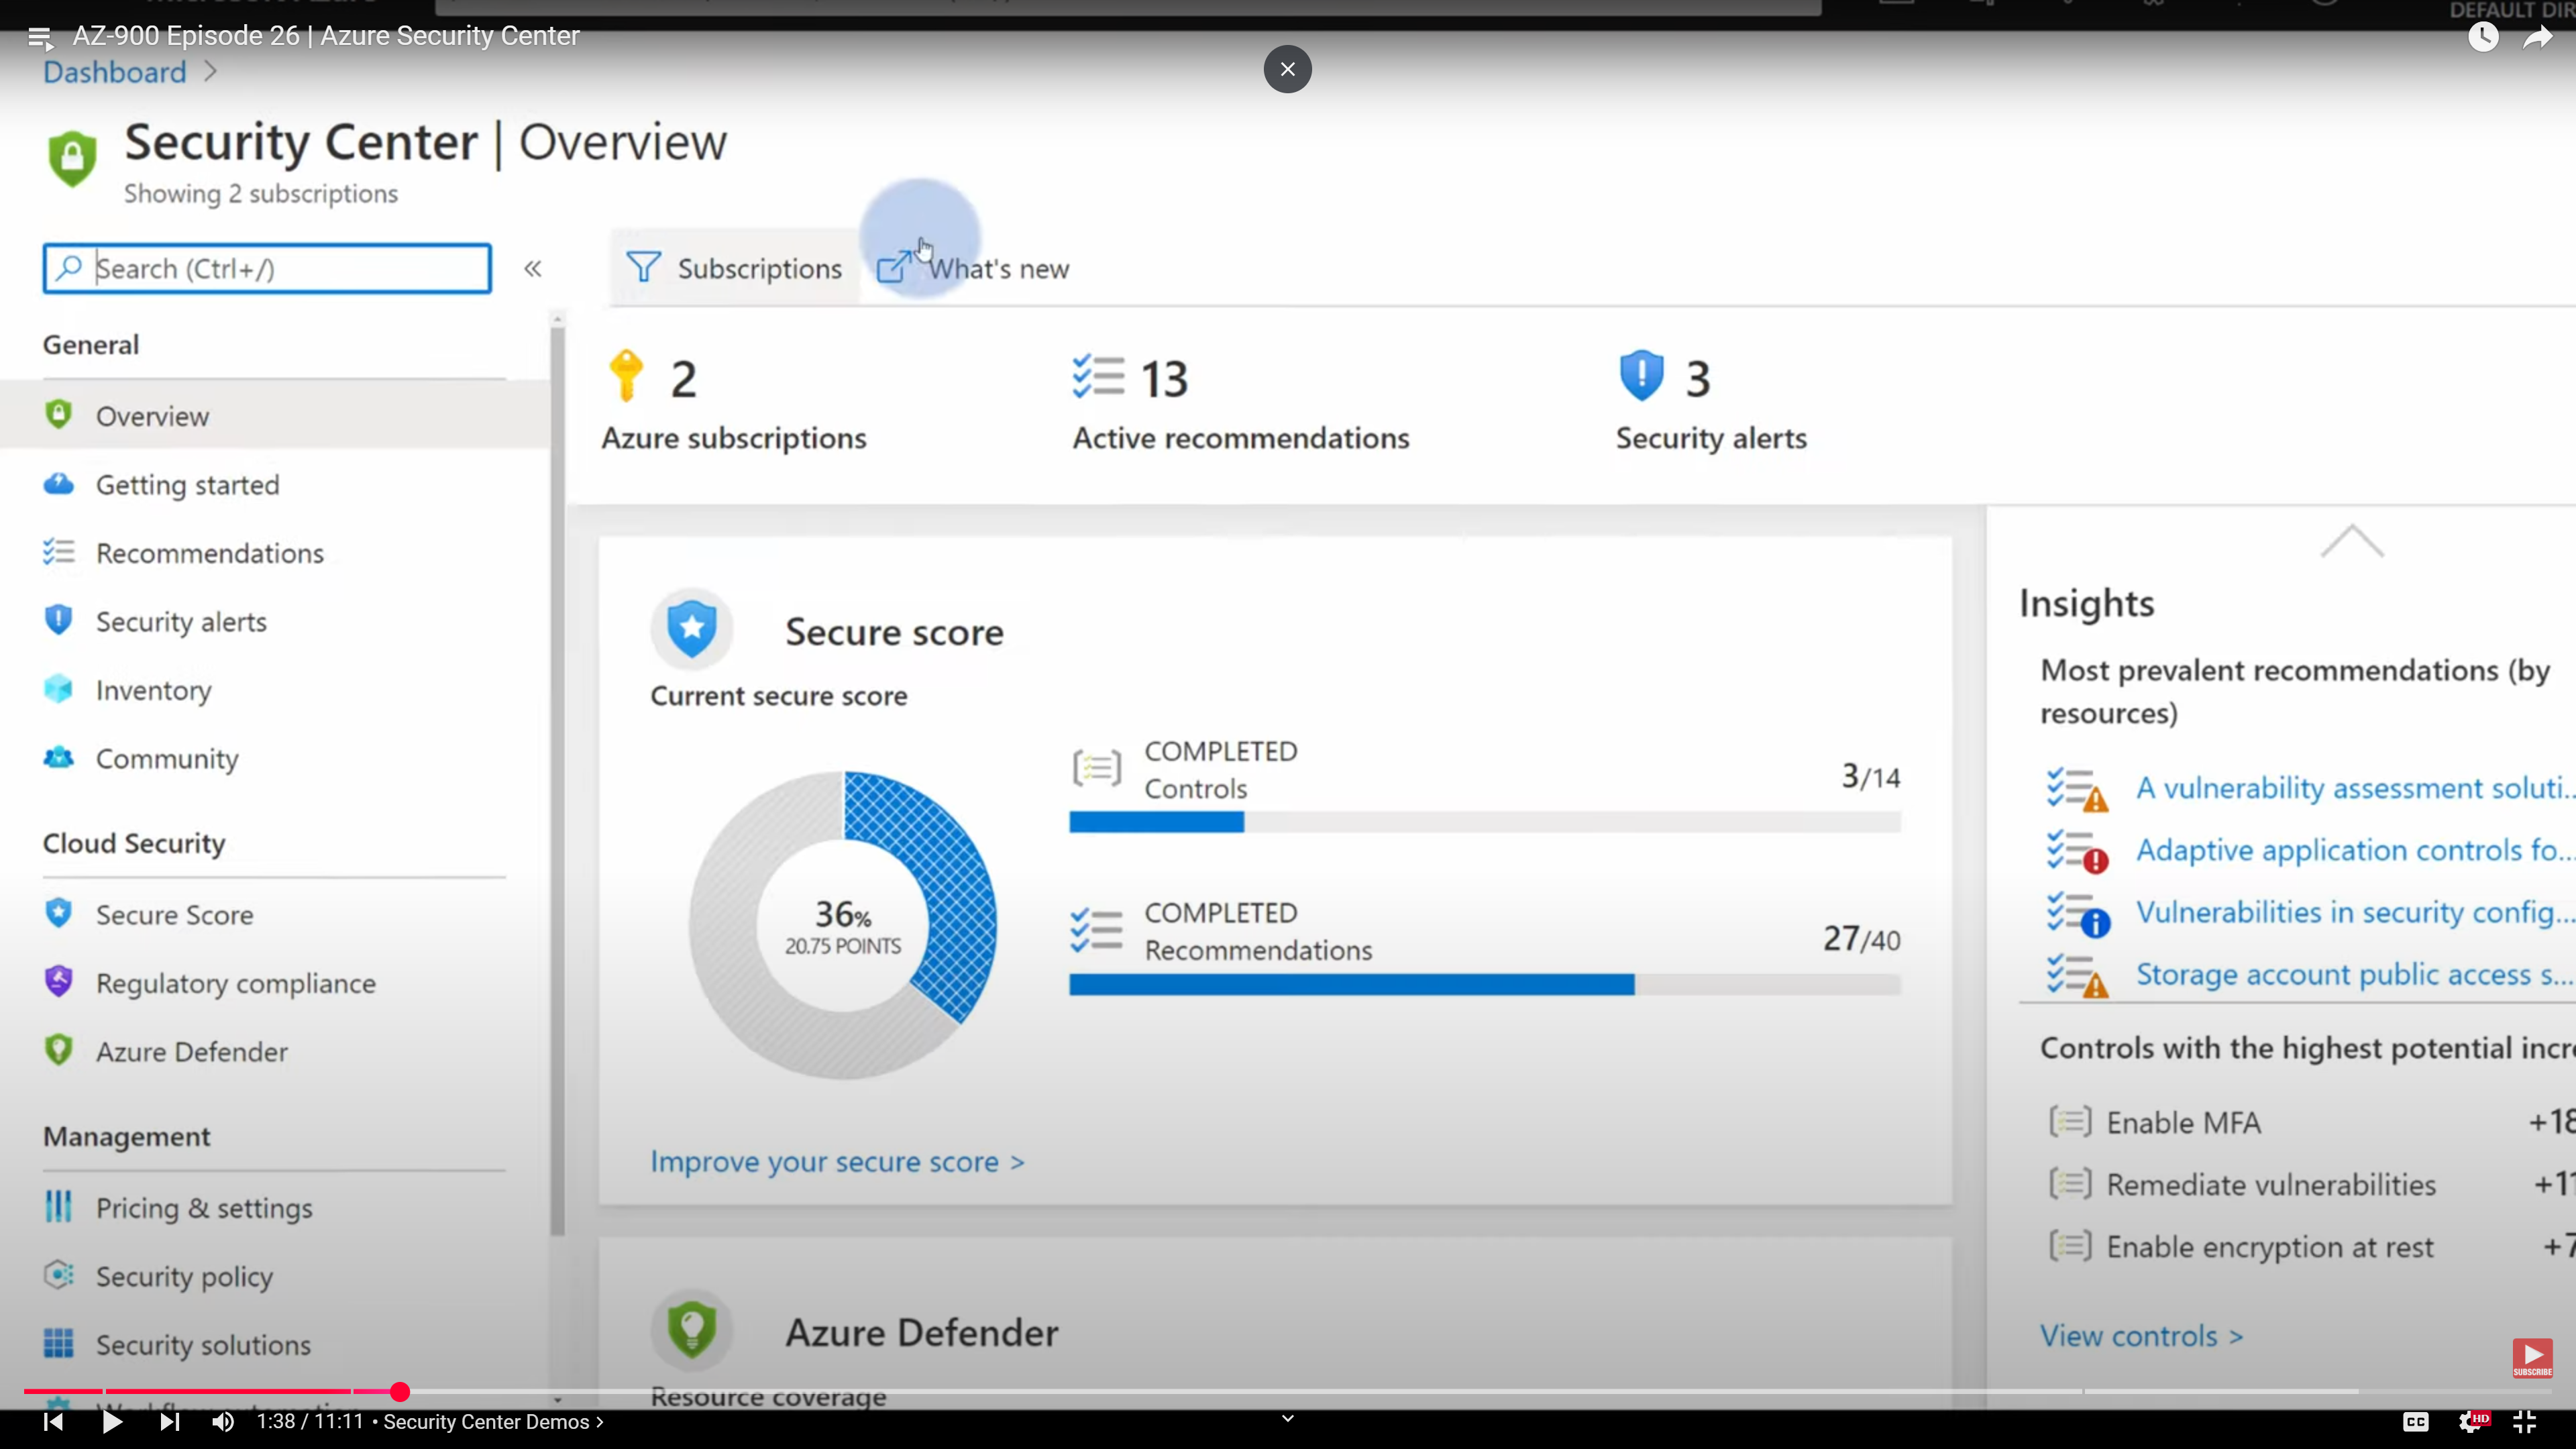 DEFAULT DIR
AZ-900 Episode 26 | Azure Security Center
Dashboard >
Security Center | Overview
Showing 2 subscriptions
Search (Ctrl+/)
«
Subscriptions
What's new
General
Overview
Getting started
Recommendations
Security alerts
Inventory
Community
Cloud Security
Secure Score
Regulatory compliance
Azure Defender
Management
Pricing & settings
Security policy
Security solutions
2
Azure subscriptions
13
Active recommendations
3
Security alerts
Secure score
Current secure score
36%
20.75 POINTS
COMPLETED
Controls
3/14
COMPLETED
Recommendations
27/40
Improve your secure score >
Azure Defender
Resource coverage
Insights
Most prevalent recommendations (by
resources)
A vulnerability assessment soluti...
Adaptive application controls fo...
Vulnerabilities in security config...
Storage account public access s...
Controls with the highest potential incre
Enable MFA +18
Remediate vulnerabilities +11
Enable encryption at rest +7
View controls >
SUBSCRIBE
1:38 / 11:11 • Security Center Demos >
CC
HD